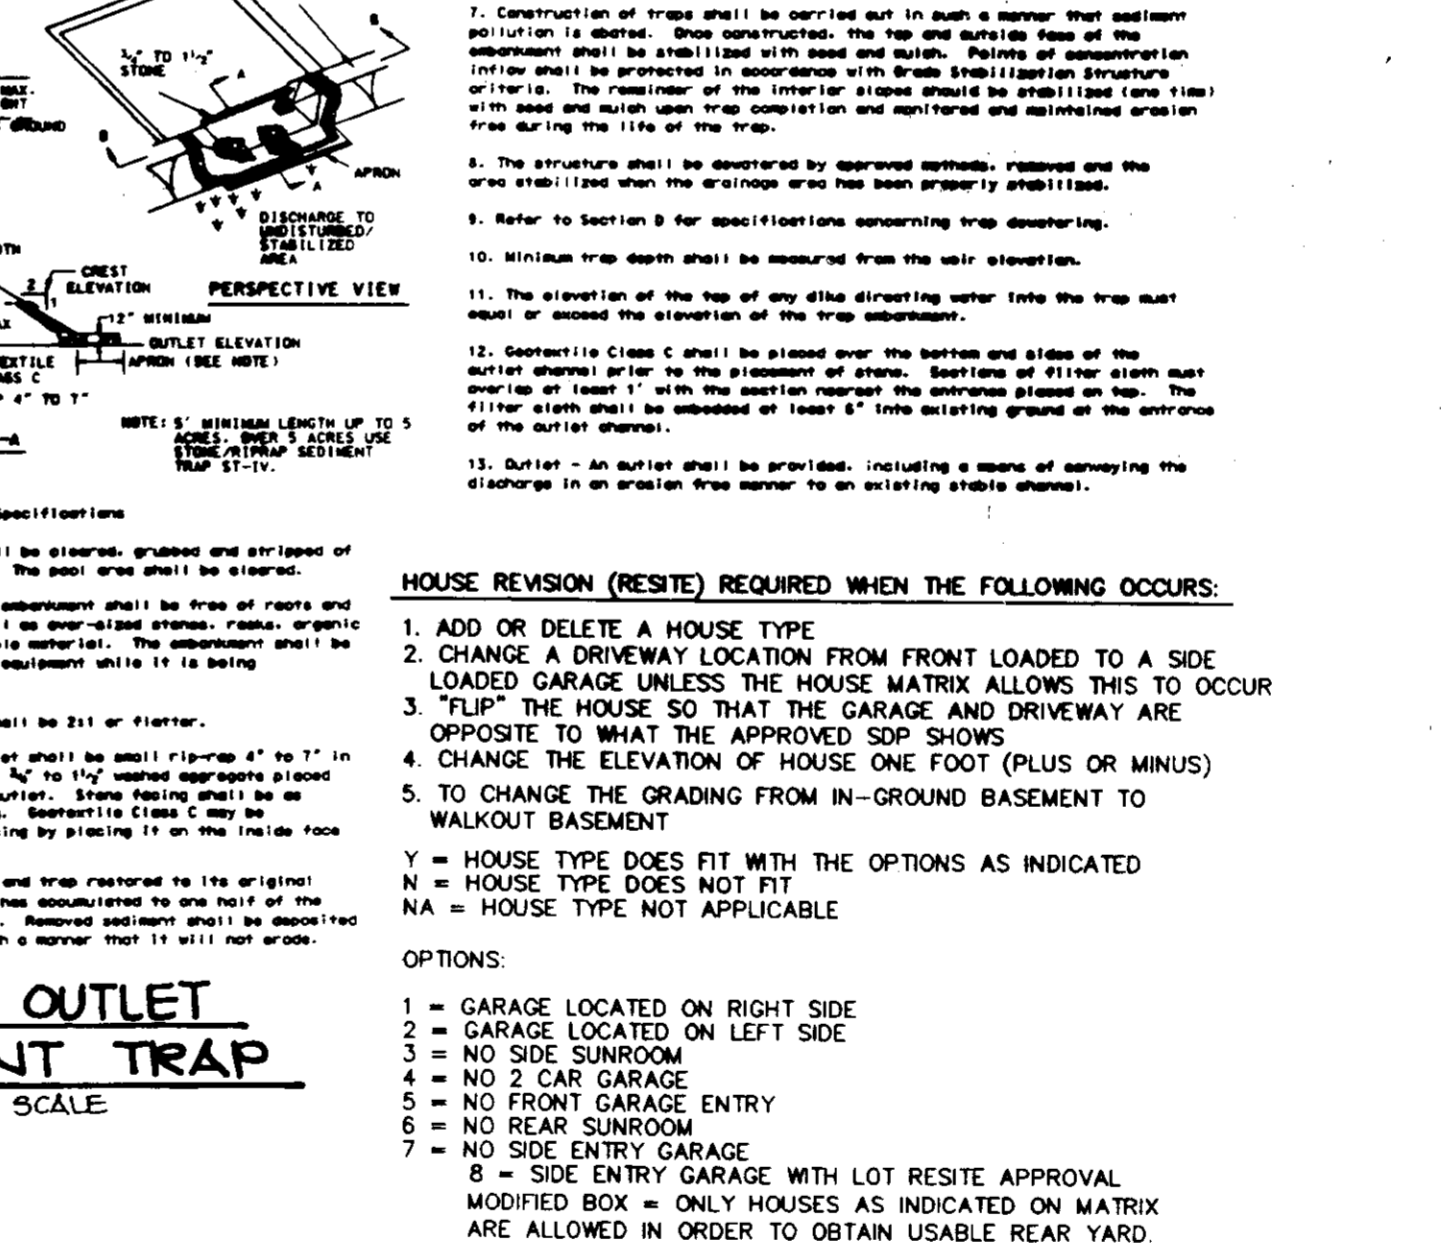 3/4" TO 1 1/2"
STONE
A
B
MAX.
GROUND
B
A
APRON
DISCHARGE TO
UNDISTURBED/
STABILIZED
AREA
PERSPECTIVE VIEW
CREST
ELEVATION
2
1
12" MINIMUM
OUTLET ELEVATION
APRON (SEE NOTE)
4" TO 7"
NOTE: 5' MINIMUM LENGTH UP TO 5
ACRES. OVER 5 ACRES USE
STONE/RIPRAP SEDIMENT
TRAP ST-IV.
-A
7. Construction of traps shall be carried out in such a manner that sediment
pollution is abated. Once constructed, the top and outside face of the
embankment shall be stabilized with seed and mulch. Points of concentration
inflow shall be protected in accordance with Grade Stabilization Structure
criteria. The remainder of the interior slopes should be stabilized (one time)
with seed and mulch upon trap completion and monitored and maintained erosion
free during the life of the trap.
8. The structure shall be dewatered by approved methods, removed and the
area stabilized when the drainage area has been properly stabilized.
9. Refer to Section D for specifications concerning trap dewatering.
10. Minimum trap depth shall be measured from the weir elevation.
11. The elevation of the top of any dike directing water into the trap must
equal or exceed the elevation of the trap embankment.
12. Geotextile Class C shall be placed over the bottom and sides of the
outlet channel prior to the placement of stone. Sections of filter cloth must
overlap at least 1' with the section nearest the entrance placed on top. The
filter cloth shall be embedded at least 6" into existing ground at the entrance
of the outlet channel.
13. Outlet - An outlet shall be provided, including a means of conveying the
discharge in an erosion free manner to an existing stable channel.
Specifications
be cleared, grubbed and stripped of
The pool area shall be cleared.
embankment shall be free of roots and
as over-sized stones, rocks, organic
material. The embankment shall be
equipment while it is being
shall be 2:1 or flatter.
shall be small rip-rap 4" to 7" in
3/4" to 1 1/2" washed aggregate placed
outlet. Stone facing shall be as
Geotextile Class C may be
by placing it on the inside face
and trap restored to its original
has accumulated to one half of the
Removed sediment shall be deposited
a manner that it will not erode.
OUTLET
NT TRAP
SCALE
HOUSE REVISION (RESITE) REQUIRED WHEN THE FOLLOWING OCCURS:
1. ADD OR DELETE A HOUSE TYPE
2. CHANGE A DRIVEWAY LOCATION FROM FRONT LOADED TO A SIDE
LOADED GARAGE UNLESS THE HOUSE MATRIX ALLOWS THIS TO OCCUR
3. "FLIP" THE HOUSE SO THAT THE GARAGE AND DRIVEWAY ARE
OPPOSITE TO WHAT THE APPROVED SDP SHOWS
4. CHANGE THE ELEVATION OF HOUSE ONE FOOT (PLUS OR MINUS)
5. TO CHANGE THE GRADING FROM IN-GROUND BASEMENT TO
WALKOUT BASEMENT
Y = HOUSE TYPE DOES FIT WITH THE OPTIONS AS INDICATED
N = HOUSE TYPE DOES NOT FIT
NA = HOUSE TYPE NOT APPLICABLE
OPTIONS:
1 = GARAGE LOCATED ON RIGHT SIDE
2 = GARAGE LOCATED ON LEFT SIDE
3 = NO SIDE SUNROOM
4 = NO 2 CAR GARAGE
5 = NO FRONT GARAGE ENTRY
6 = NO REAR SUNROOM
7 = NO SIDE ENTRY GARAGE
8 = SIDE ENTRY GARAGE WITH LOT RESITE APPROVAL
MODIFIED BOX = ONLY HOUSES AS INDICATED ON MATRIX
ARE ALLOWED IN ORDER TO OBTAIN USABLE REAR YARD.